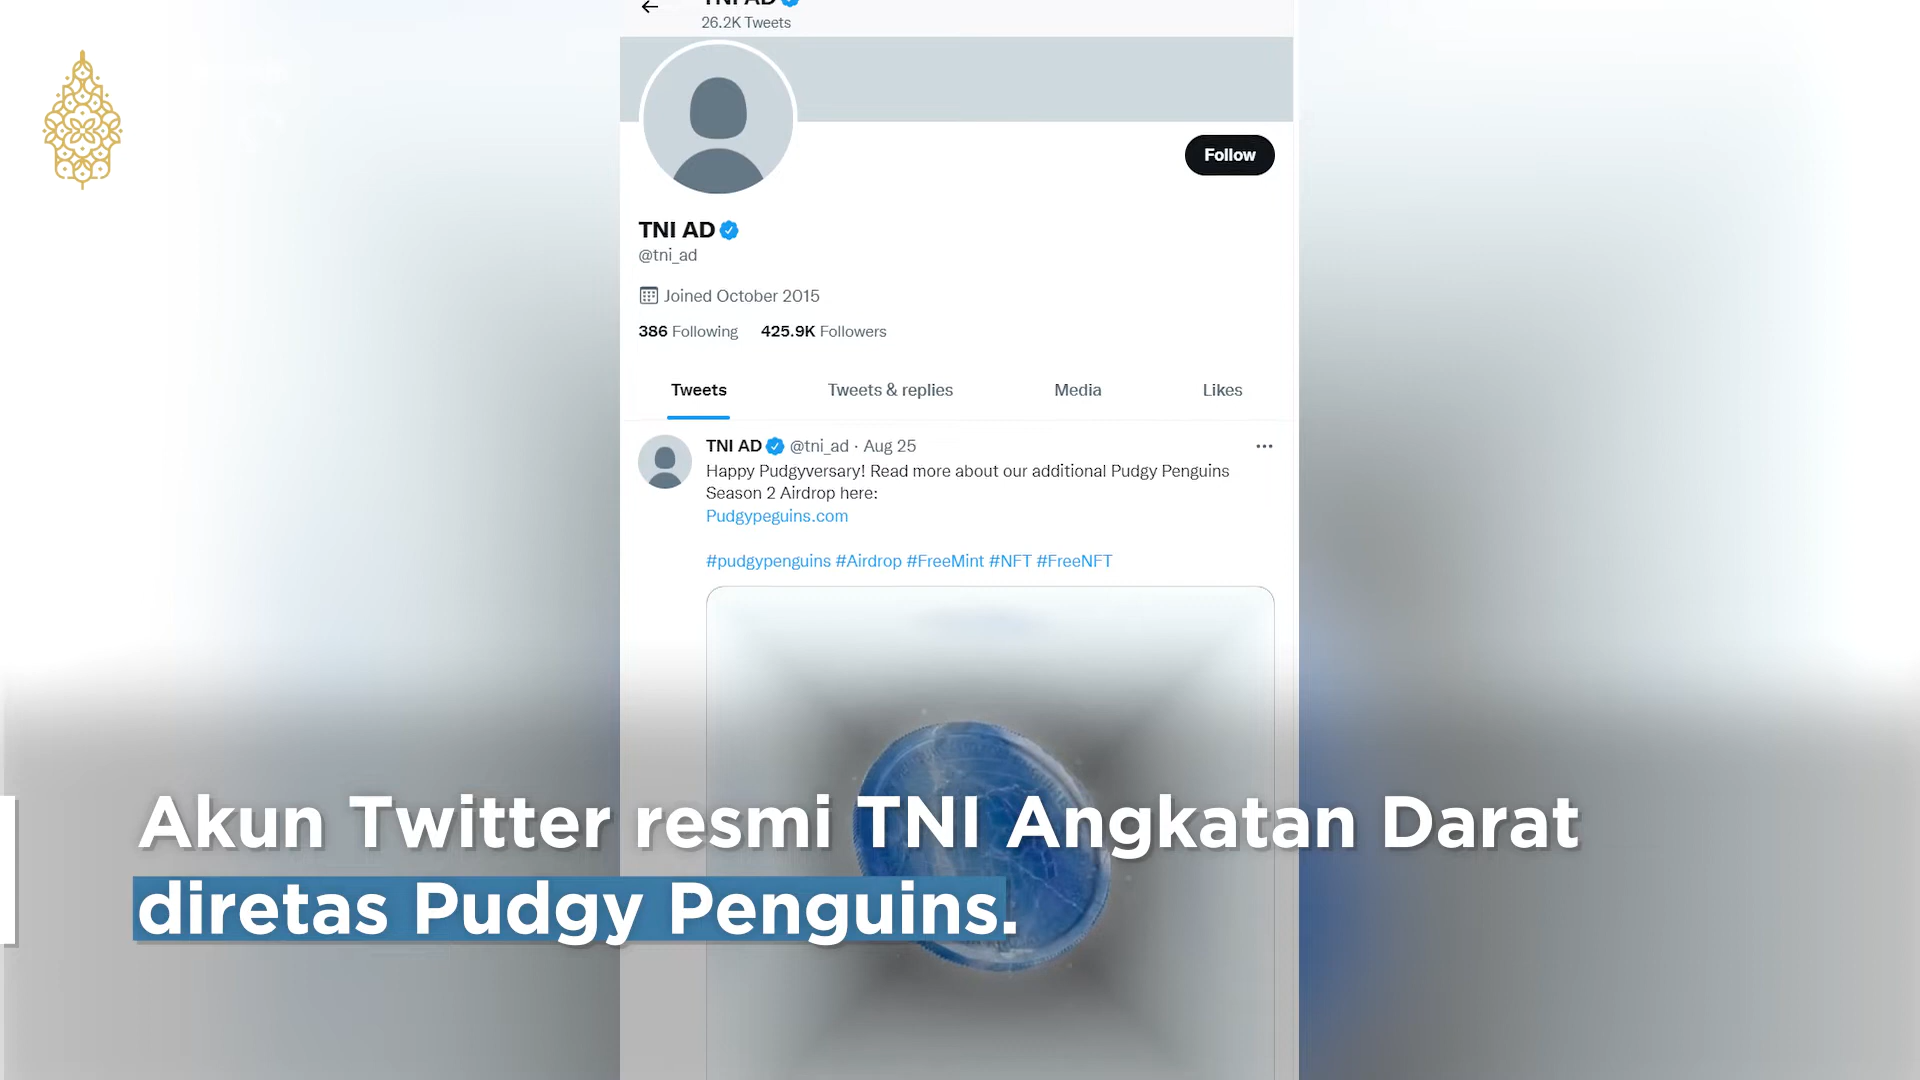 TNI AD
26.2K Tweets
Follow
TNI AD
@tni_ad
Joined October 2015
386 Following 425.9K Followers
Tweets Tweets & replies Media Likes
TNI AD @tni_ad · Aug 25
Happy Pudgyversary! Read more about our additional Pudgy Penguins
Season 2 Airdrop here:
Pudgypeguins.com
#pudgypenguins #Airdrop #FreeMint #NFT #FreeNFT
Akun Twitter resmi TNI Angkatan Darat
diretas Pudgy Penguins.